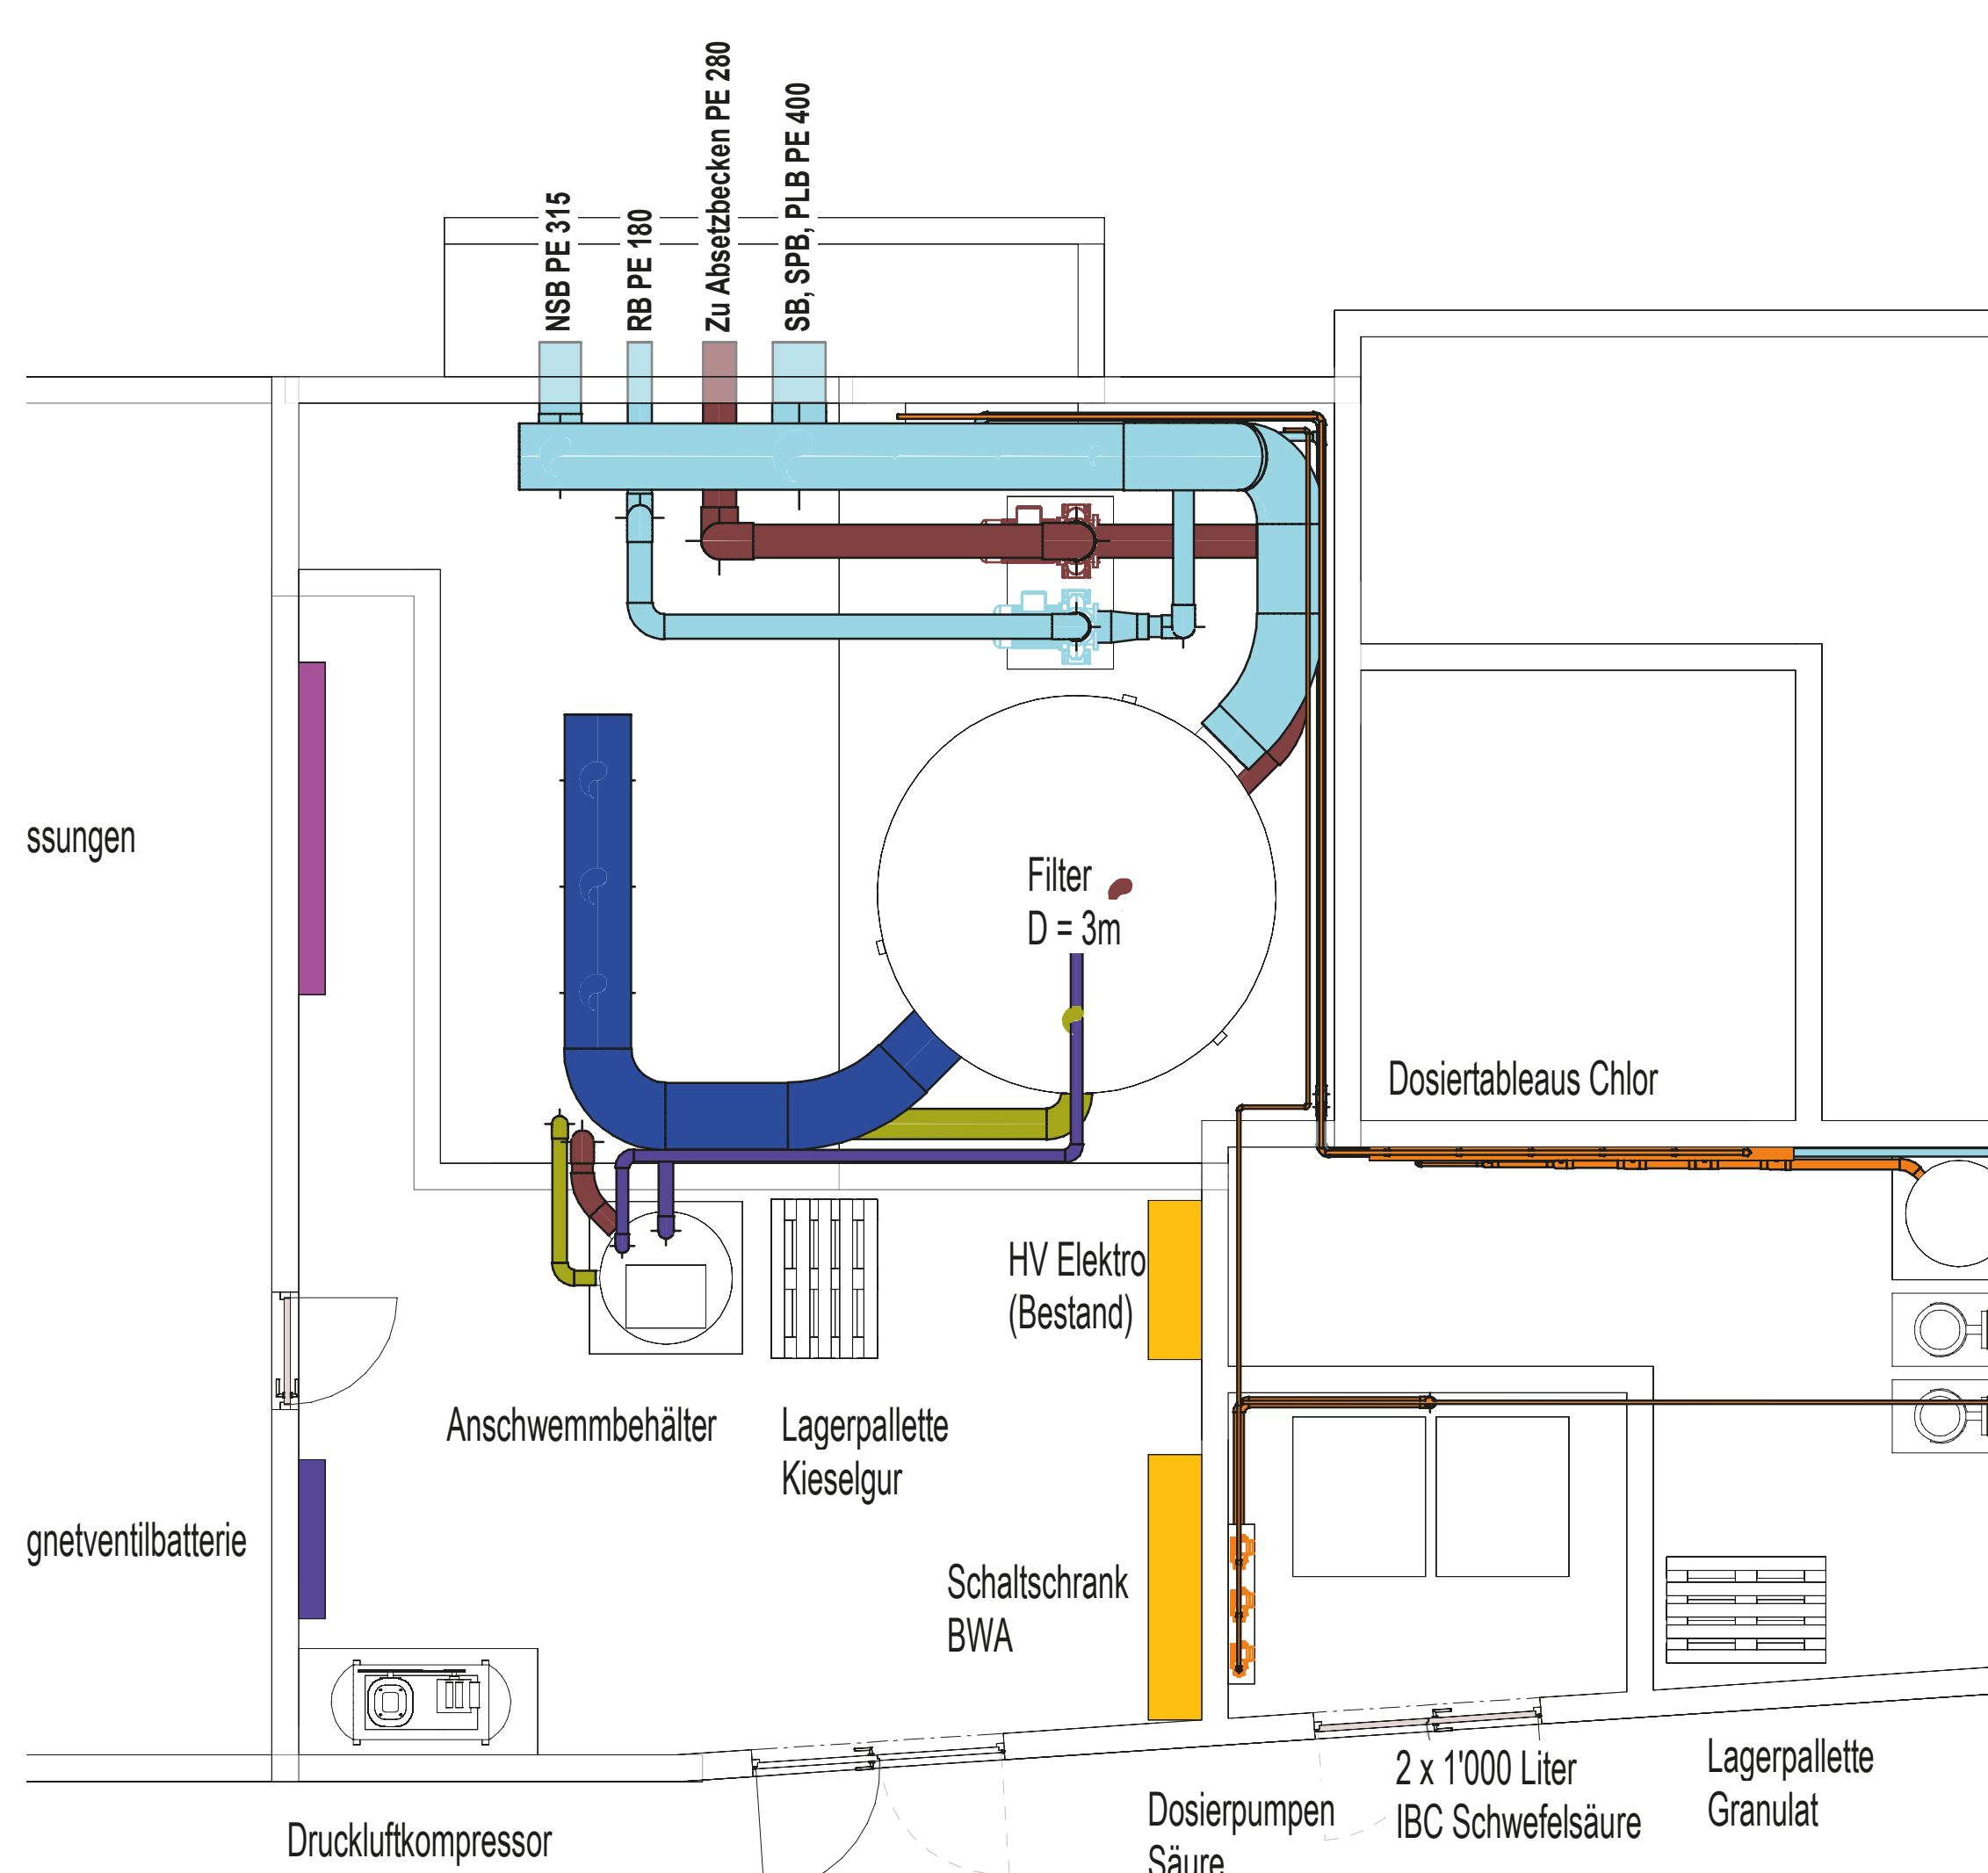 NSB PE 315
RB PE 180
Zu Absetzbecken PE 280
SB, SPB, PLB PE 400
ssungen
Filter
D = 3m
Dosiertableaus Chlor
HV Elektro
(Bestand)
Anschwemmbehälter
Lagerpallette
Kieselgur
gnetventilbatterie
Schaltschrank
BWA
Druckluftkompressor
Dosierpumpen
Säure
2 x 1'000 Liter
IBC Schwefelsäure
Lagerpallette
Granulat